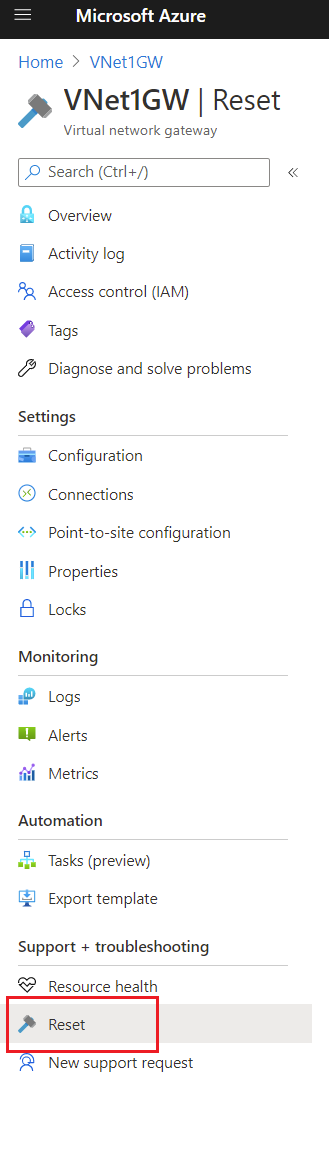 Microsoft Azure
Home > VNet1GW
VNet1GW | Reset
Virtual network gateway
Search (Ctrl+/) «
Overview
Activity log
Access control (IAM)
Tags
Diagnose and solve problems
Settings
Configuration
Connections
Point-to-site configuration
Properties
Locks
Monitoring
Logs
Alerts
Metrics
Automation
Tasks (preview)
Export template
Support + troubleshooting
Resource health
Reset
New support request